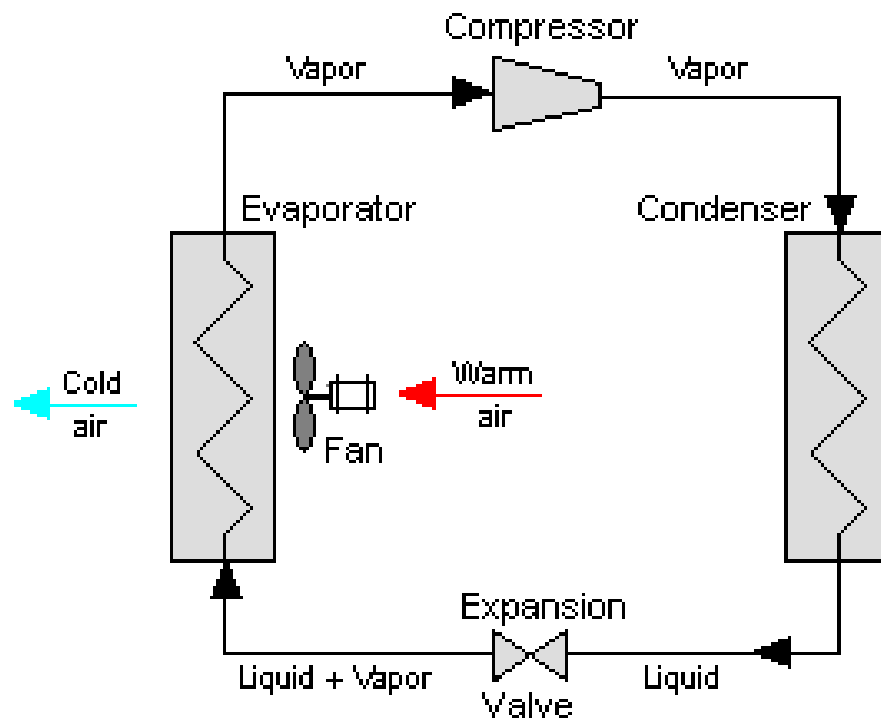 Compressor
Vapor
Vapor
Evaporator
Condenser
Cold
air
Warm
air
Fan
Expansion
Valve
Liquid + Vapor
Liquid